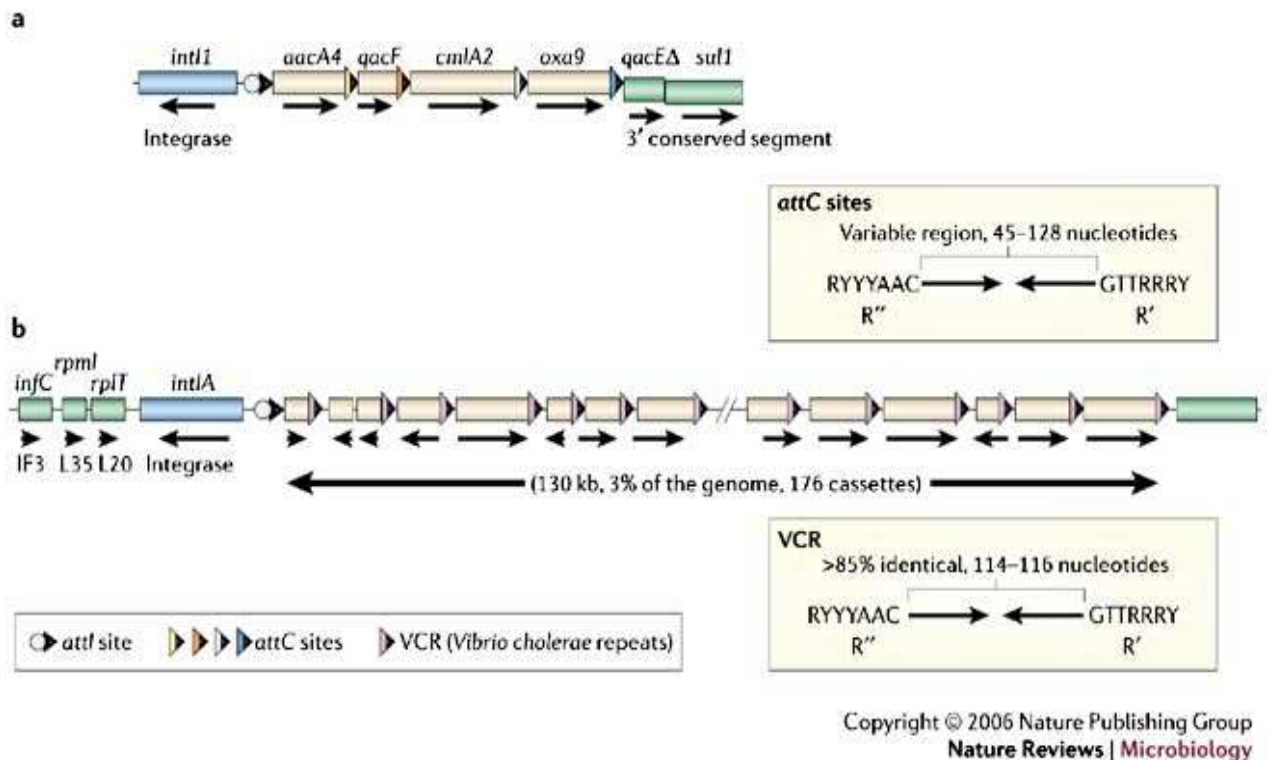 a
intI1 aacA4 qacF cmlA2 oxa9 qacEΔ sul1
Integrase 3′ conserved segment
attC sites
Variable region, 45–128 nucleotides
RYYYAAC GTTRRRY
R″ R′
b
rpmI
infC rplT intIA
IF3 L35 L20 Integrase
(130 kb, 3% of the genome, 176 cassettes)
VCR
>85% identical, 114–116 nucleotides
RYYYAAC GTTRRRY
R″ R′
attI site attC sites VCR (Vibrio cholerae repeats)
Copyright © 2006 Nature Publishing Group
Nature Reviews | Microbiology